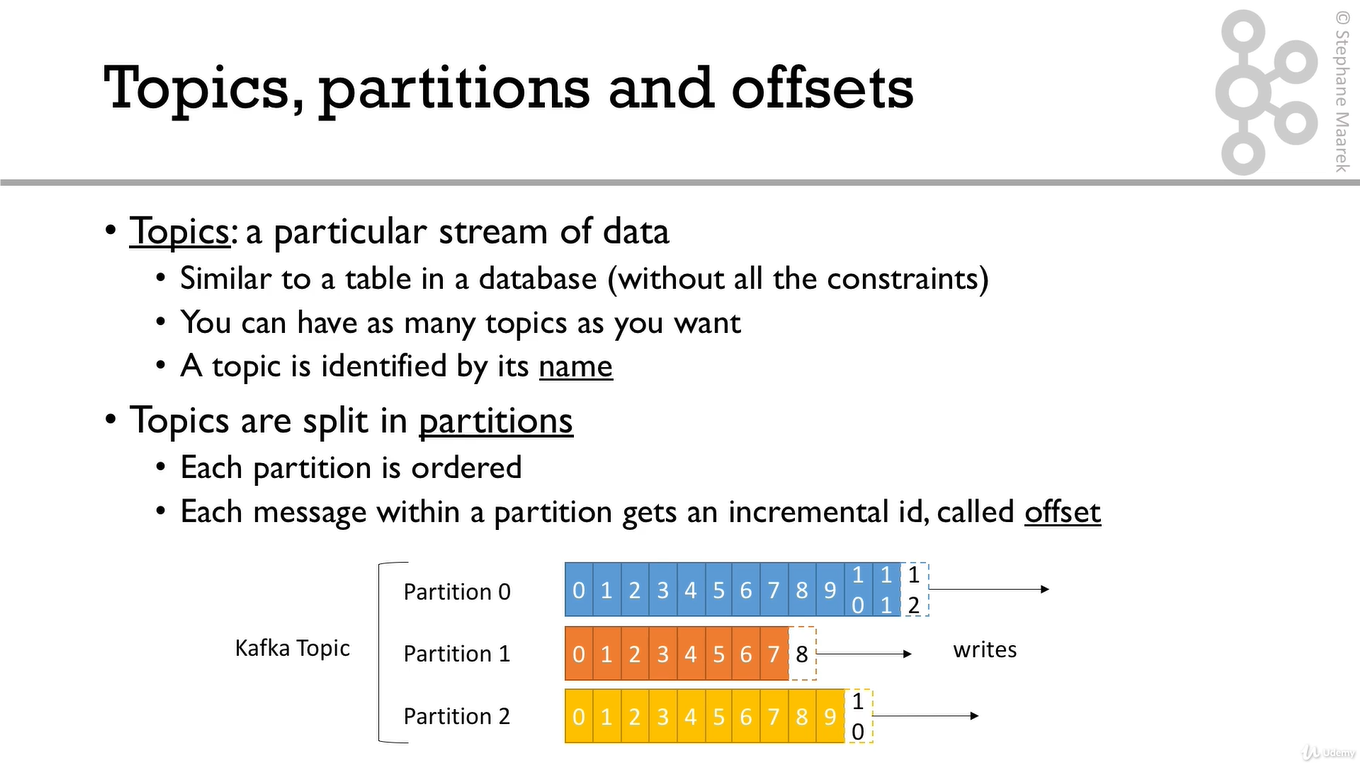 Topics, partitions and offsets
© Stephane Maarek
• Topics: a particular stream of data
• Similar to a table in a database (without all the constraints)
• You can have as many topics as you want
• A topic is identified by its name
• Topics are split in partitions
• Each partition is ordered
• Each message within a partition gets an incremental id, called offset
Kafka Topic
Partition 0
0 1 2 3 4 5 6 7 8 9 10 11 12
Partition 1
0 1 2 3 4 5 6 7 8
writes
Partition 2
0 1 2 3 4 5 6 7 8 9 10
Udemy